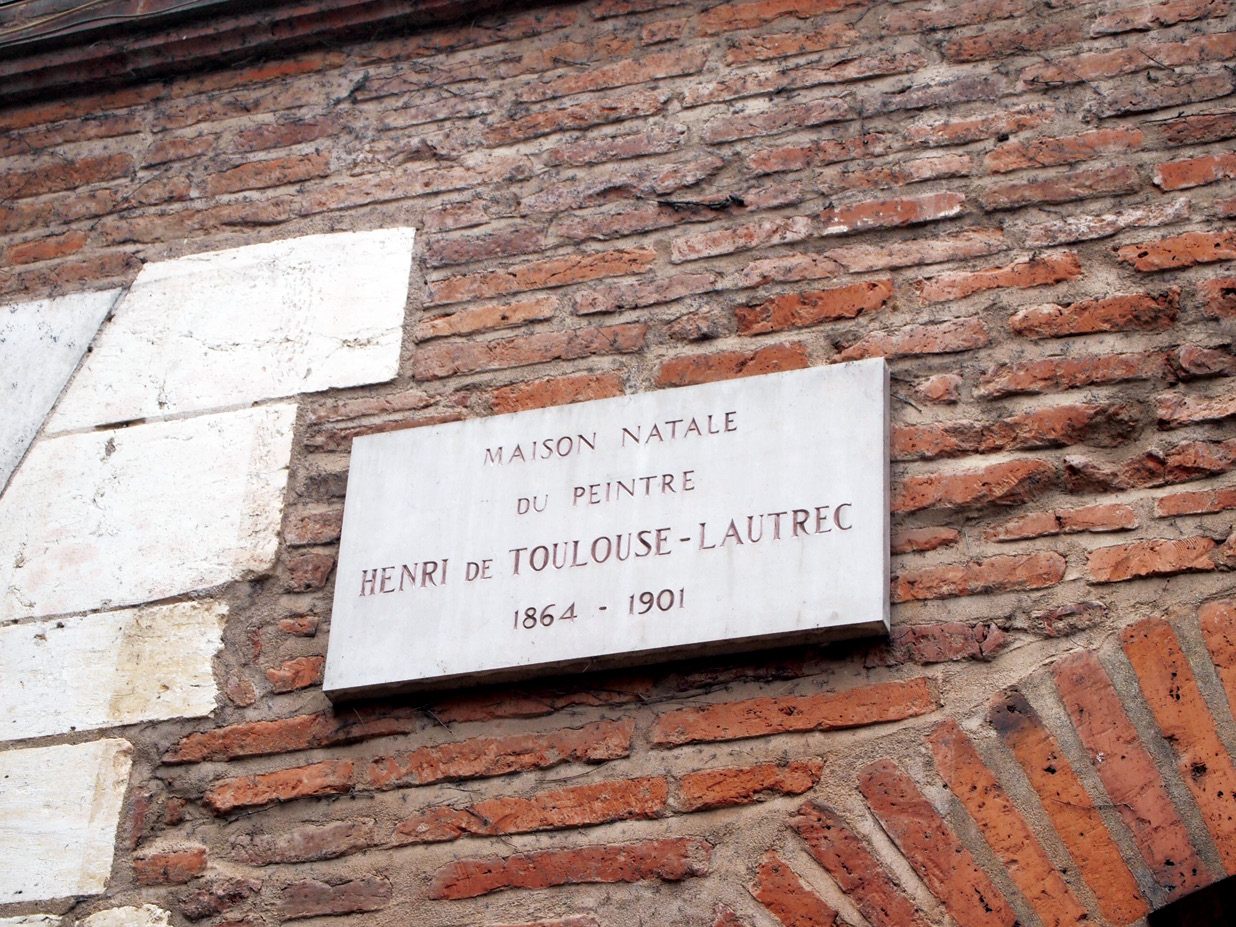 MAISON NATALE
DU PEINTRE
HENRI DE TOULOUSE-LAUTREC
1864 - 1901